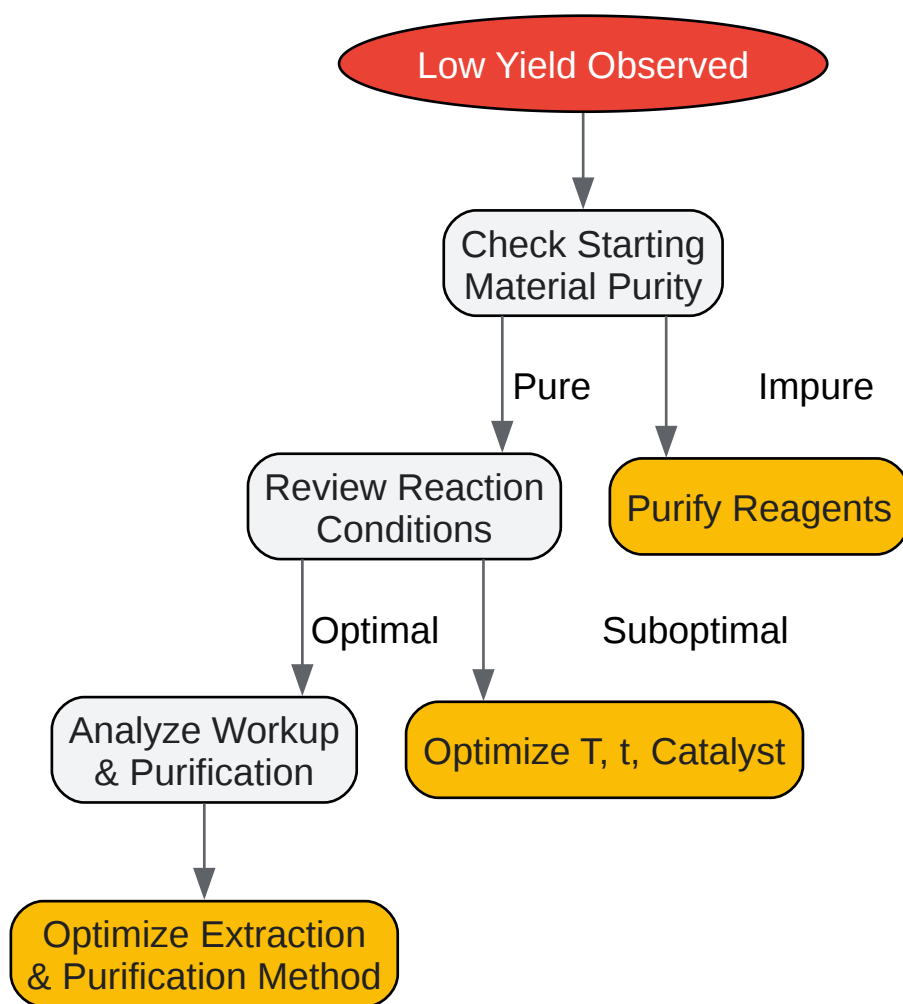 Low Yield Observed
Check Starting
Material Purity
Pure
Impure
Review Reaction
Conditions
Purify Reagents
Optimal
Suboptimal
Analyze Workup
& Purification
Optimize T, t, Catalyst
Optimize Extraction
& Purification Method